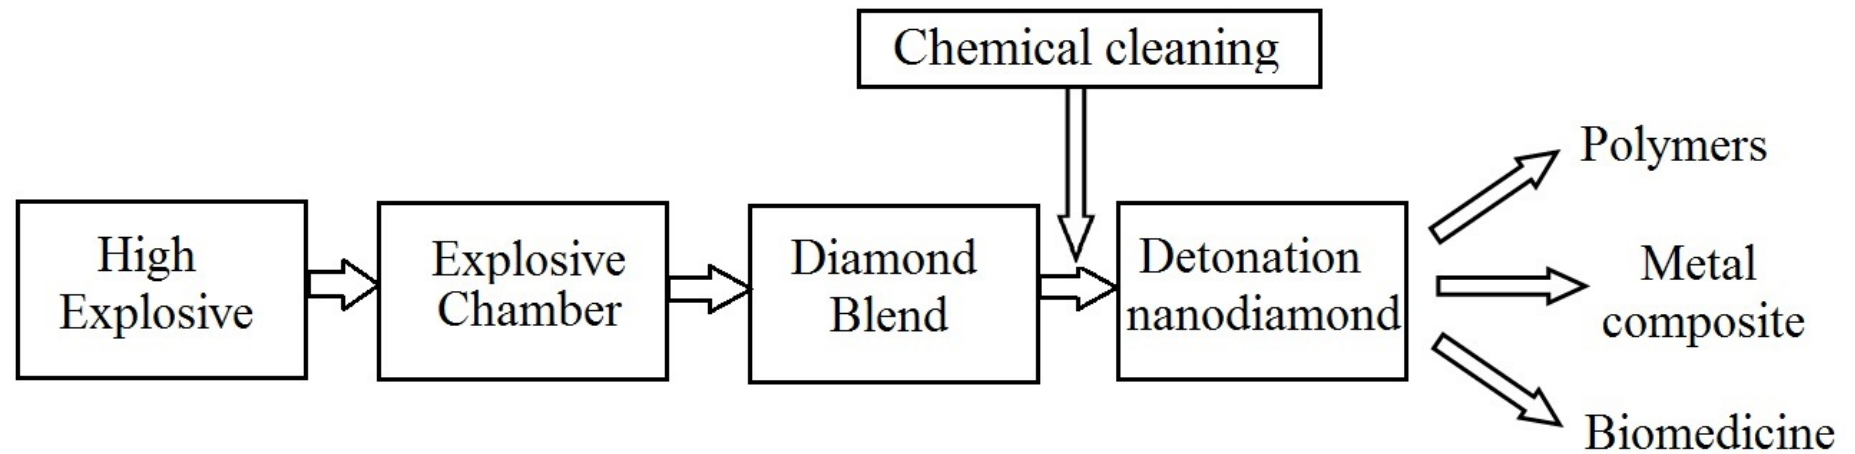 Chemical cleaning
High
Explosive
Explosive
Chamber
Diamond
Blend
Detonation
nanodiamond
Polymers
Metal
composite
Biomedicine